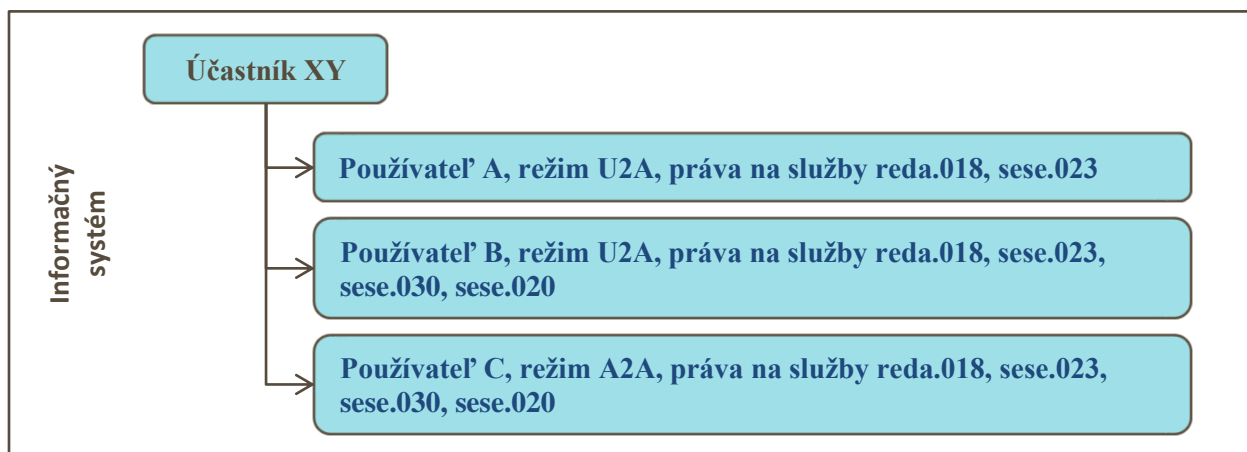 Účastník XY
Informačný
systém
Používateľ A, režim U2A, práva na služby reda.018, sese.023
Používateľ B, režim U2A, práva na služby reda.018, sese.023,
sese.030, sese.020
Používateľ C, režim A2A, práva na služby reda.018, sese.023,
sese.030, sese.020